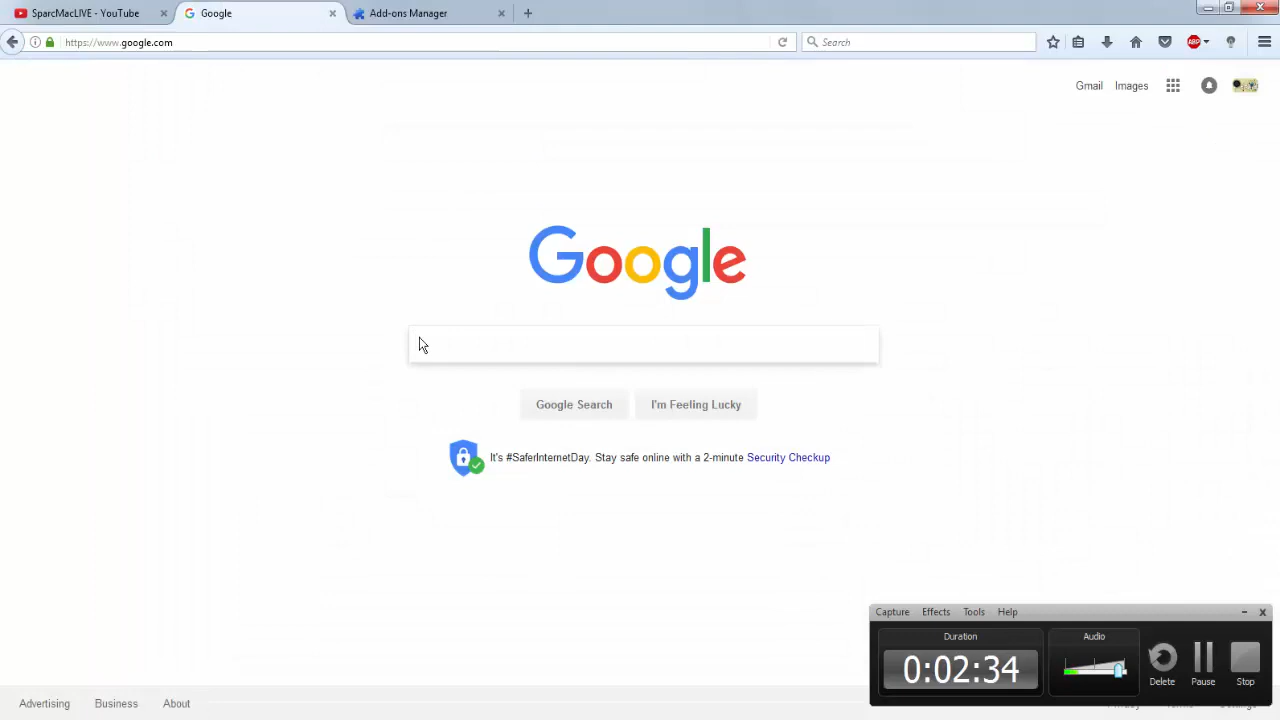 SparcMacLIVE - YouTube
Google
Add-ons Manager
https://www.google.com
Search
ABP
Gmail
Images
Google
Google Search
I'm Feeling Lucky
It's #SaferInternetDay. Stay safe online with a 2-minute Security Checkup
Capture
Effects
Tools
Help
Duration
Audio
0:02:34
Delete
Pause
Stop
Advertising
Business
About